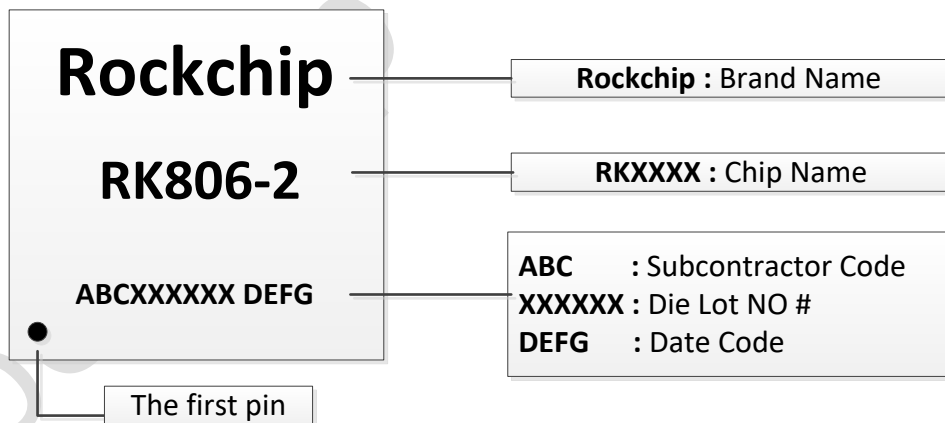 Rockchip
RK806-2
ABCXXXXXX DEFG
Rockchip : Brand Name
RKXXXX : Chip Name
ABC : Subcontractor Code
XXXXXX : Die Lot NO #
DEFG : Date Code
The first pin